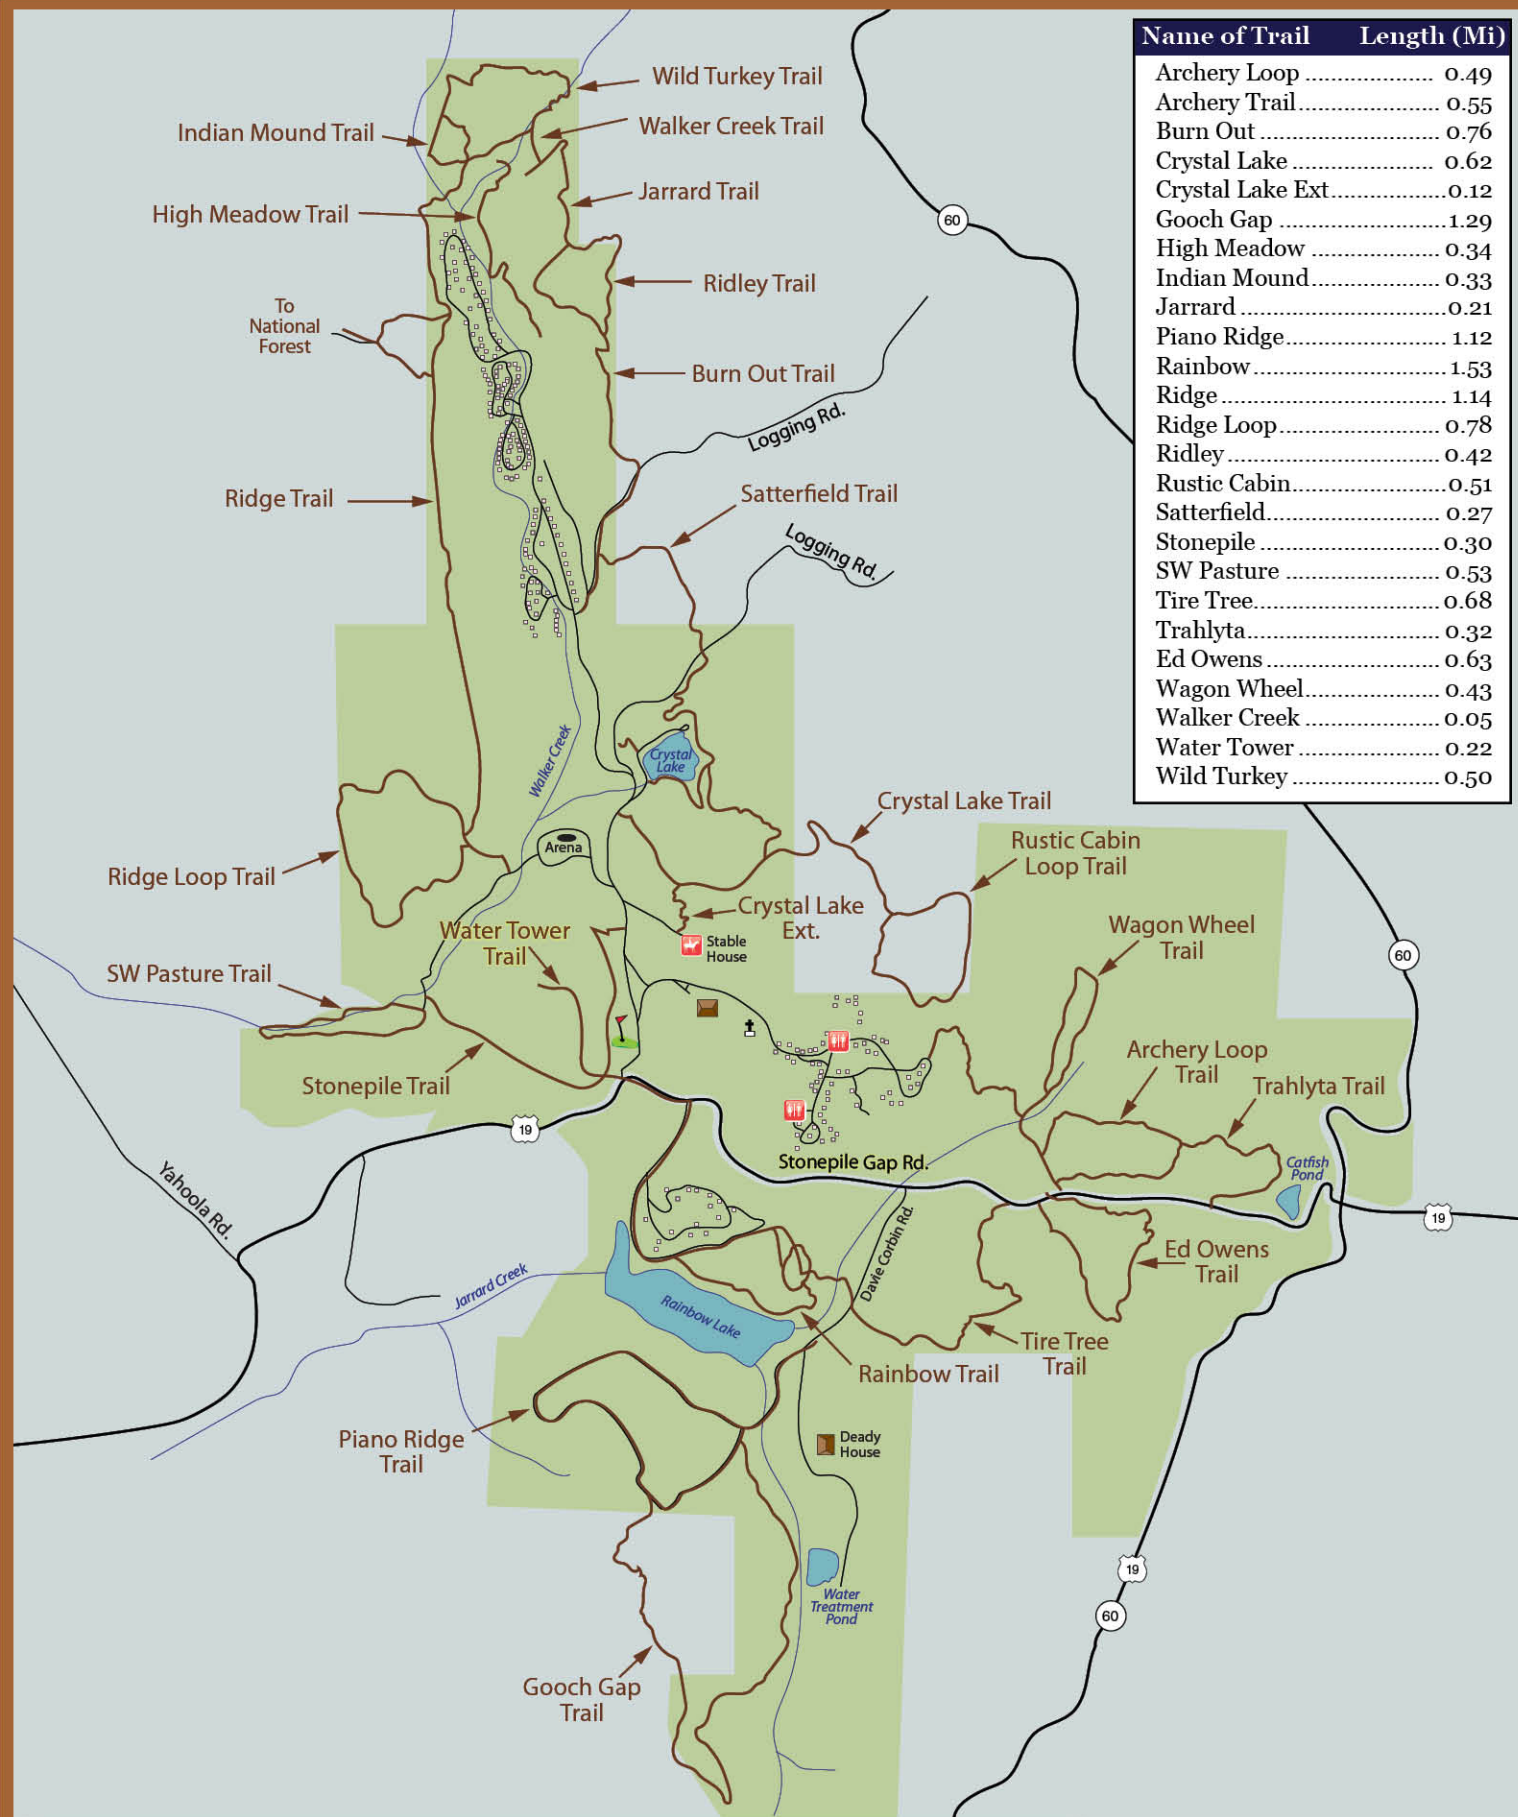 Name of Trail Length (Mi)
Archery Loop ..................... 0.49
Archery Trail....................... 0.55
Burn Out ............................. 0.76
Crystal Lake ....................... 0.62
Crystal Lake Ext...................0.12
Gooch Gap ............................1.29
High Meadow ..................... 0.34
Indian Mound...................... 0.33
Jarrard ..................................0.21
Piano Ridge......................... 1.12
Rainbow............................... 1.53
Ridge .................................... 1.14
Ridge Loop........................... 0.78
Ridley ................................... 0.42
Rustic Cabin.........................0.51
Satterfield............................. 0.27
Stonepile ..............................0.30
SW Pasture ......................... 0.53
Tire Tree...............................0.68
Trahlyta................................ 0.32
Ed Owens ............................ 0.63
Wagon Wheel...................... 0.43
Walker Creek ...................... 0.05
Water Tower ........................ 0.22
Wild Turkey ........................ 0.50
Wild Turkey Trail
Walker Creek Trail
Indian Mound Trail
Jarrard Trail
High Meadow Trail
60
Ridley Trail
To
National
Forest
Burn Out Trail
Logging Rd.
Ridge Trail
Satterfield Trail
Logging Rd.
Walker Creek
Crystal
Lake
Crystal Lake Trail
Rustic Cabin
Loop Trail
Arena
Ridge Loop Trail
Crystal Lake
Ext.
Wagon Wheel
Trail
Water Tower
Trail
Stable
House
60
SW Pasture Trail
Archery Loop
Trail
Stonepile Trail
Trahlyta Trail
19
Stonepile Gap Rd.
Catfish
Pond
Yahoola Rd.
19
Davie Corbin Rd.
Ed Owens
Trail
Jarrard Creek
Rainbow Lake
Tire Tree
Trail
Rainbow Trail
Piano Ridge
Trail
Deady
House
19
Water
Treatment
Pond
60
Gooch Gap
Trail